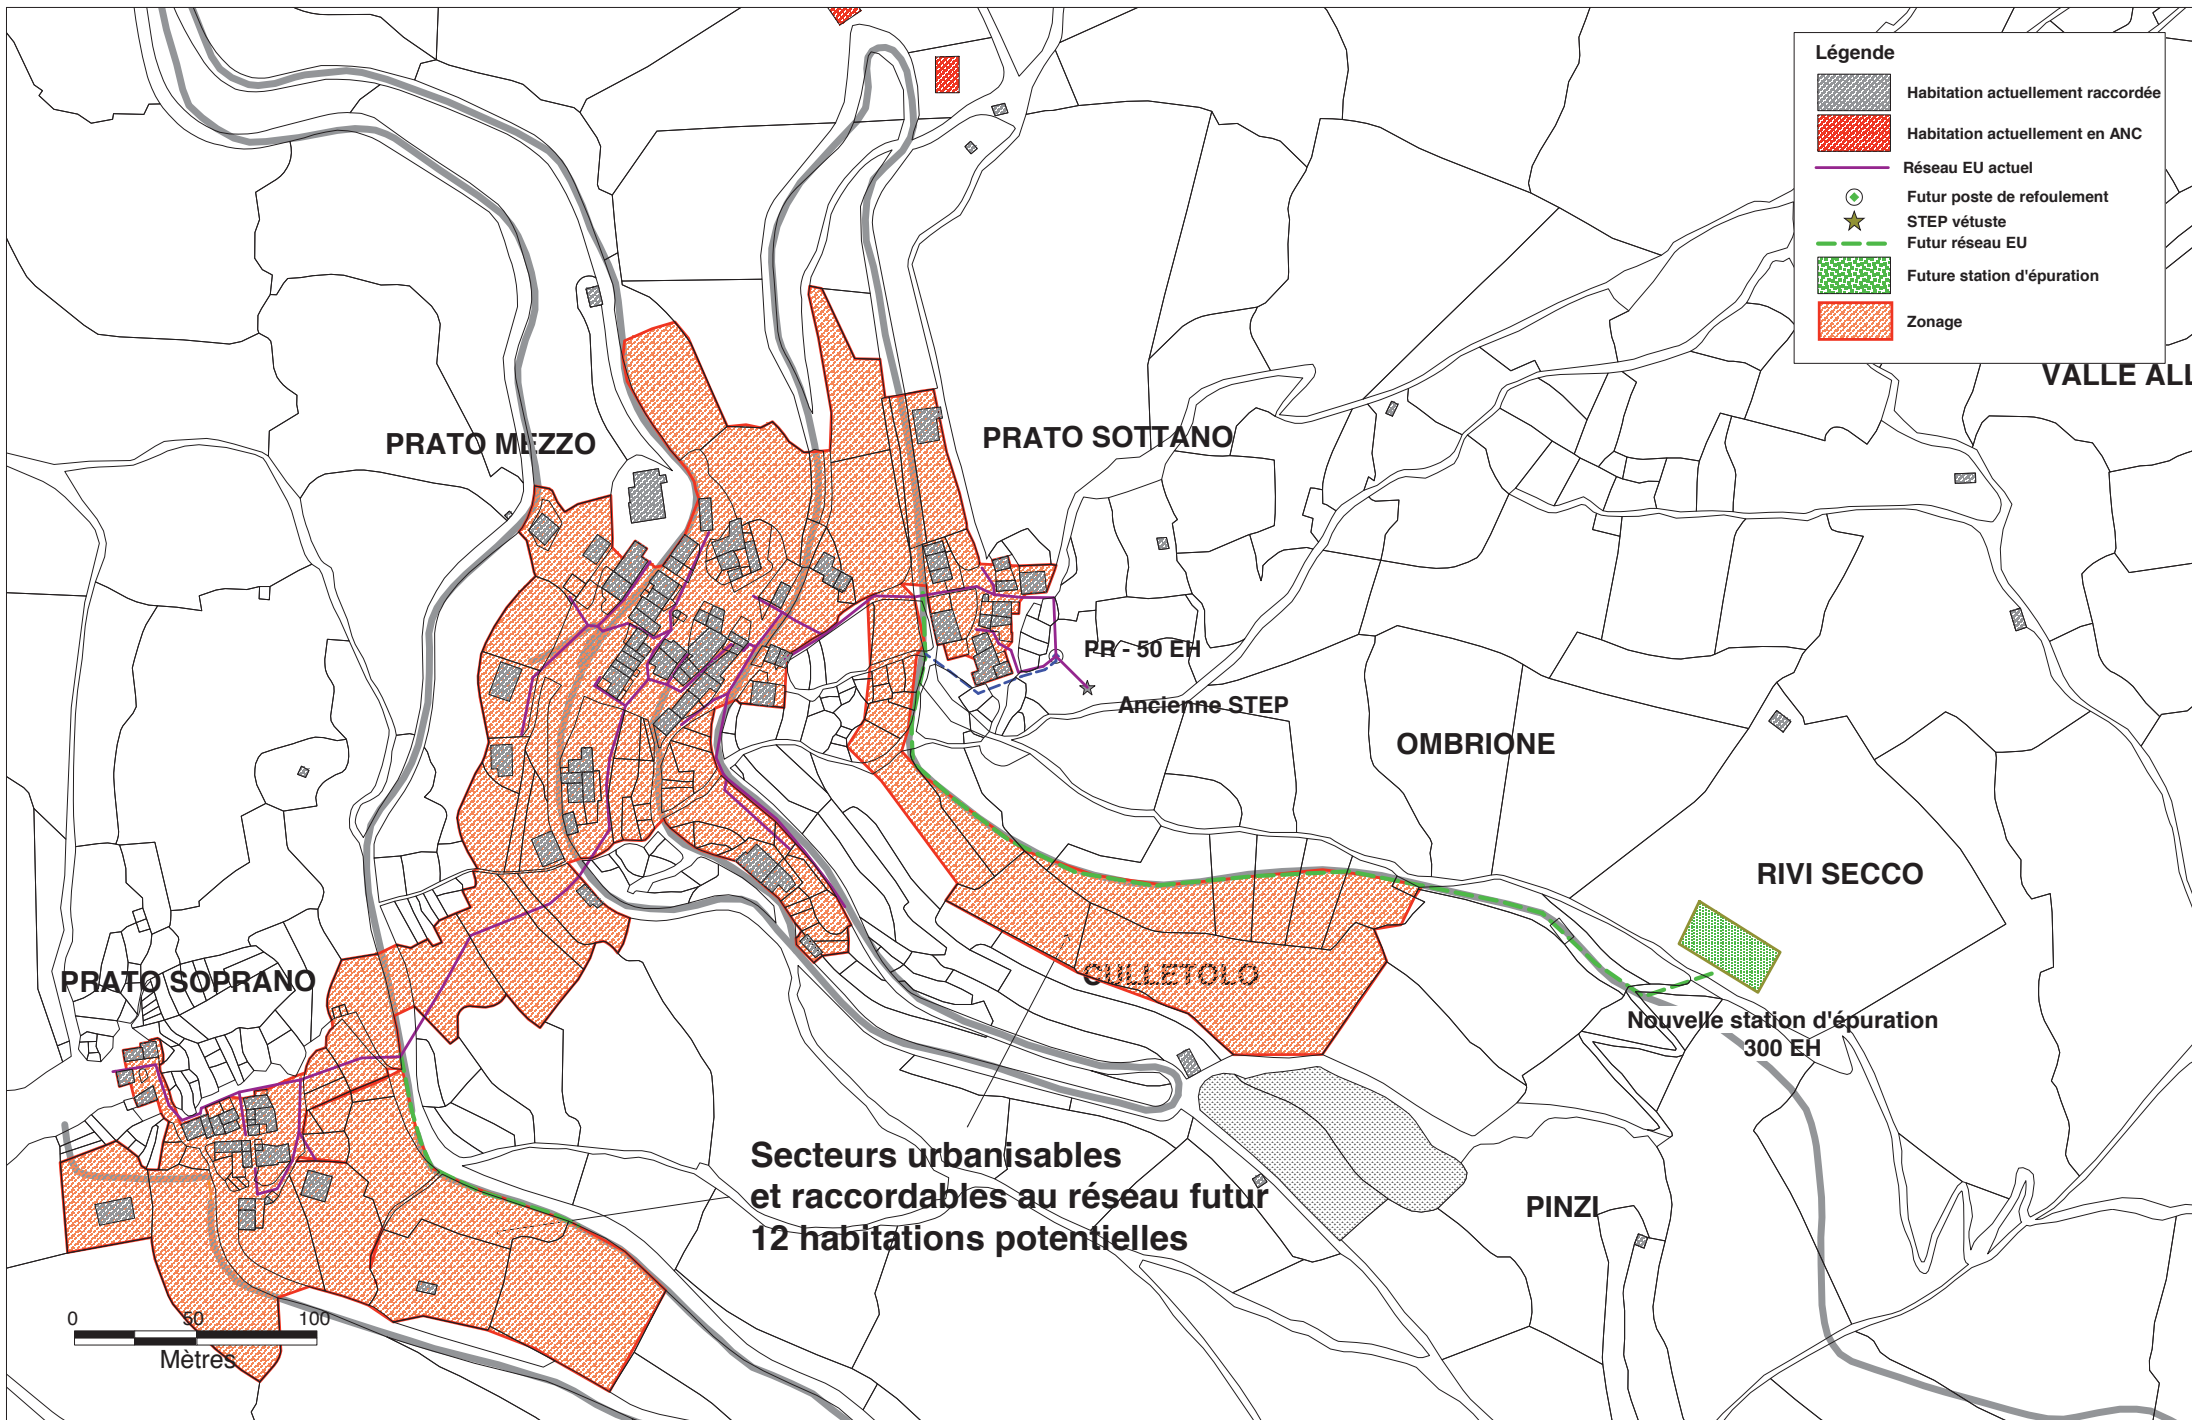 Légende
Habitation actuellement raccordée
Habitation actuellement en ANC
Réseau EU actuel
Futur poste de refoulement
STEP vétuste
Futur réseau EU
Future station d'épuration
Zonage
VALLE ALL
PRATO MEZZO
PRATO SOTTANO
PR - 50 EH
Ancienne STEP
OMBRIONE
RIVI SECCO
CULLETOLO
PRATO SOPRANO
Nouvelle station d'épuration
300 EH
Secteurs urbanisables
et raccordables au réseau futur
12 habitations potentielles
PINZI
0 50 100
Mètres